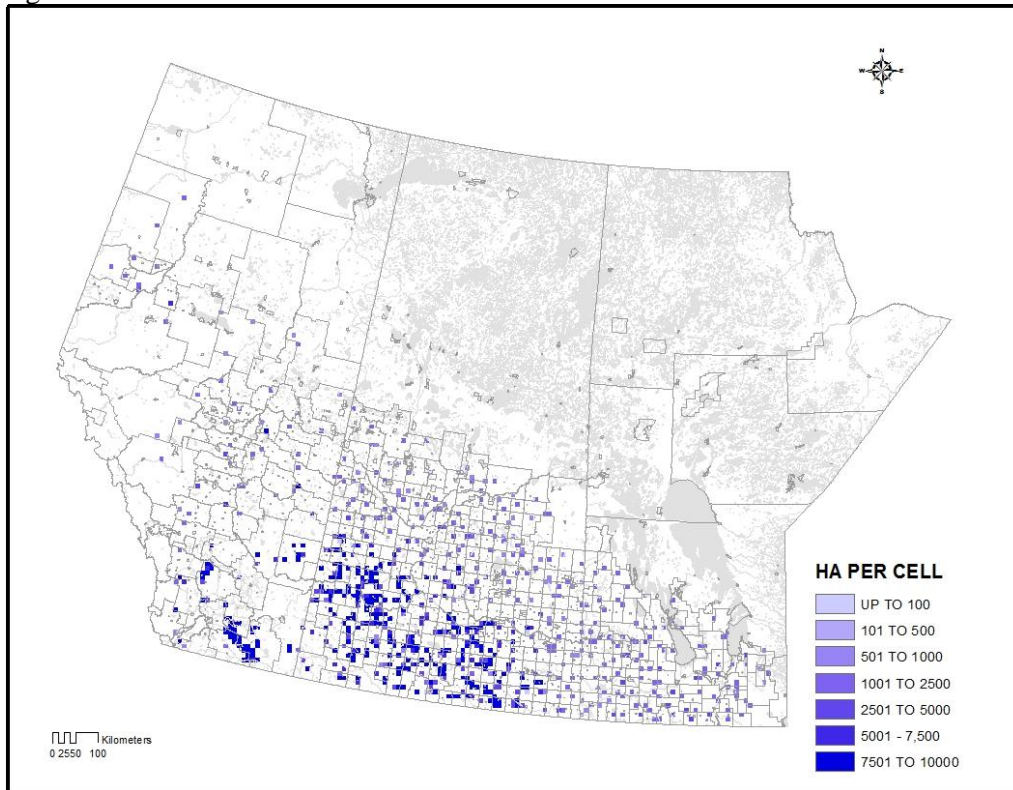 N
W E
S
HA PER CELL
UP TO 100
101 TO 500
501 TO 1000
1001 TO 2500
2501 TO 5000
5001 - 7,500
7501 TO 10000
Kilometers
0 2550 100